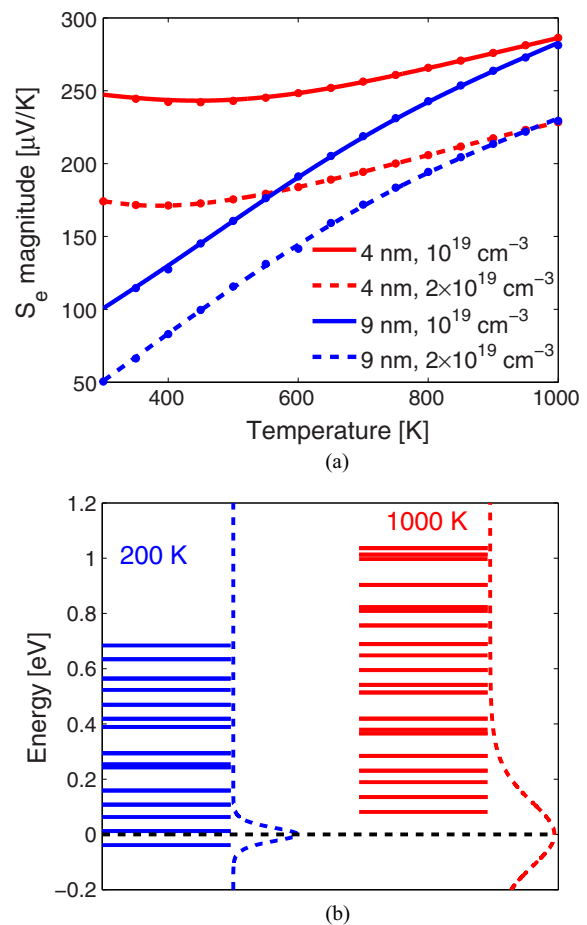 300
250
200
150
100
50
S_e magnitude [μV/K]
4 nm, 10^19 cm^−3
4 nm, 2×10^19 cm^−3
9 nm, 10^19 cm^−3
9 nm, 2×10^19 cm^−3
400 600 800 1000
Temperature [K]
(a)
1.2
1
0.8
0.6
0.4
0.2
0
−0.2
Energy [eV]
200 K
1000 K
(b)